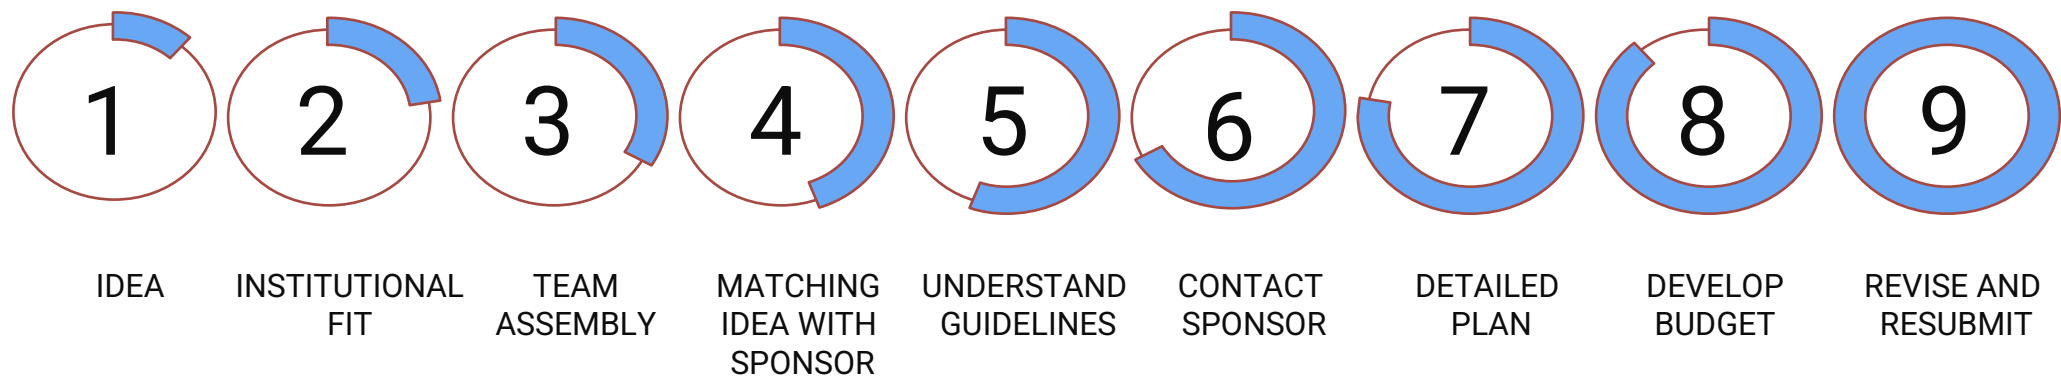 1
IDEA
2
INSTITUTIONAL
FIT
3
TEAM
ASSEMBLY
4
MATCHING
IDEA WITH
SPONSOR
5
UNDERSTAND
GUIDELINES
6
CONTACT
SPONSOR
7
DETAILED
PLAN
8
DEVELOP
BUDGET
9
REVISE AND
RESUBMIT